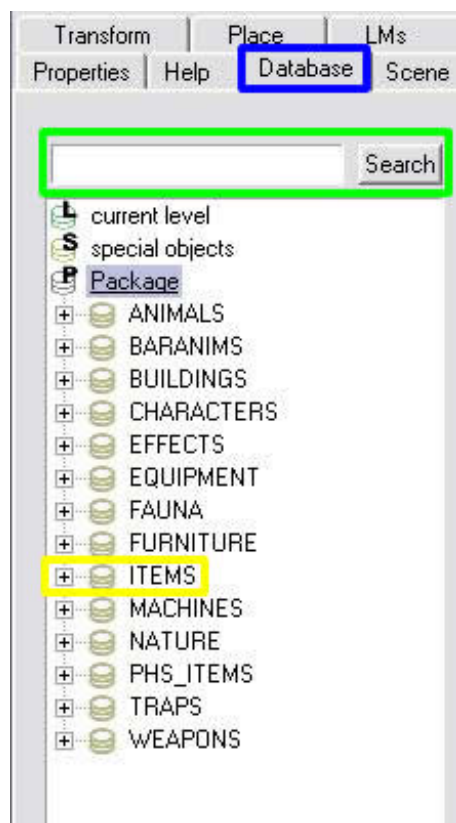 Transform Place LMs
Properties Help Database Scene
Search
L current level
S special objects
P Package
ANIMALS
BARANIMS
BUILDINGS
CHARACTERS
EFFECTS
EQUIPMENT
FAUNA
FURNITURE
ITEMS
MACHINES
NATURE
PHS_ITEMS
TRAPS
WEAPONS